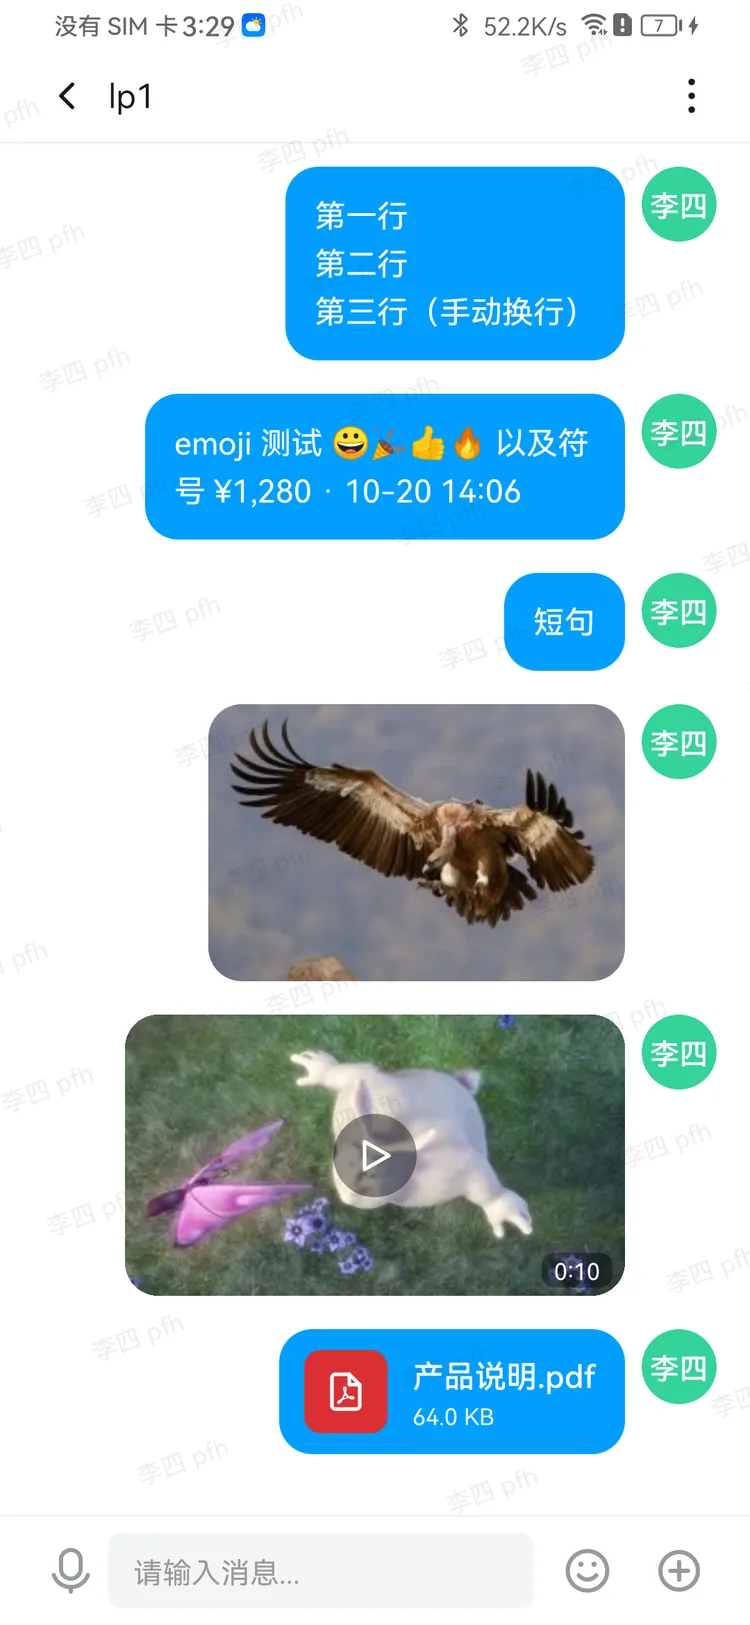 没有 SIM 卡 3:29
52.2K/s
7
lp1
第一行
第二行
第三行（手动换行）
李四
emoji 测试 😀🎉👍🔥 以及符
号 ¥1,280 · 10-20 14:06
李四
短句
李四
李四
李四
0:10
产品说明.pdf
64.0 KB
李四
请输入消息...
李四 pfh